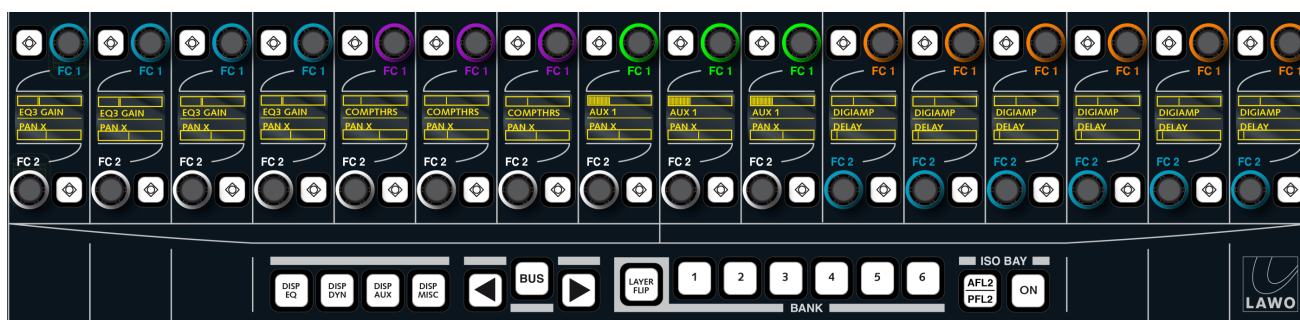 FC 1 FC 1 FC 1 FC 1 FC 1 FC 1 FC 1 FC 1 FC 1 FC 1 FC 1 FC 1 FC 1 FC 1 FC 1 FC 1
EQ3 GAIN EQ3 GAIN EQ3 GAIN EQ3 GAIN COMPTHRS COMPTHRS COMPTHRS AUX 1 AUX 1 AUX 1 DIGIAMP DIGIAMP DIGIAMP DIGIAMP DIGIAMP DIGIAMP
PAN X PAN X PAN X PAN X PAN X PAN X PAN X PAN X PAN X PAN X DELAY DELAY DELAY DELAY DELAY DELAY
FC 2 FC 2 FC 2 FC 2 FC 2 FC 2 FC 2 FC 2 FC 2 FC 2 FC 2 FC 2 FC 2 FC 2 FC 2 FC 2
DISP EQ
DISP DYN
DISP AUX
DISP MISC
BUS
LAYER FLIP
1 2 3 4 5 6
BANK
ISO BAY
AFL2
PFL2
ON
LAWO